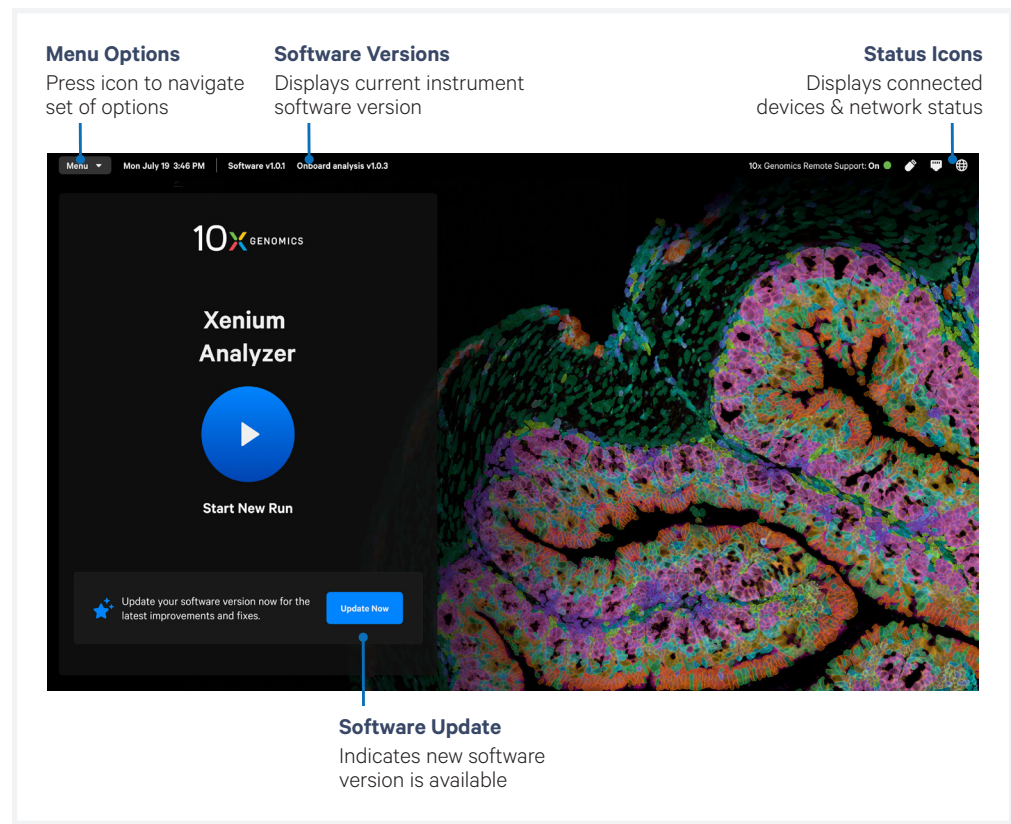 Menu Options
Press icon to navigate
set of options
Software Versions
Displays current instrument
software version
Status Icons
Displays connected
devices & network status
Menu
Mon July 19 3:46 PM
Software v1.0.1
Onboard analysis v1.0.3
10x Genomics Remote Support: On
10X GENOMICS
Xenium
Analyzer
Start New Run
Update your software version now for the
latest improvements and fixes.
Update Now
Software Update
Indicates new software
version is available